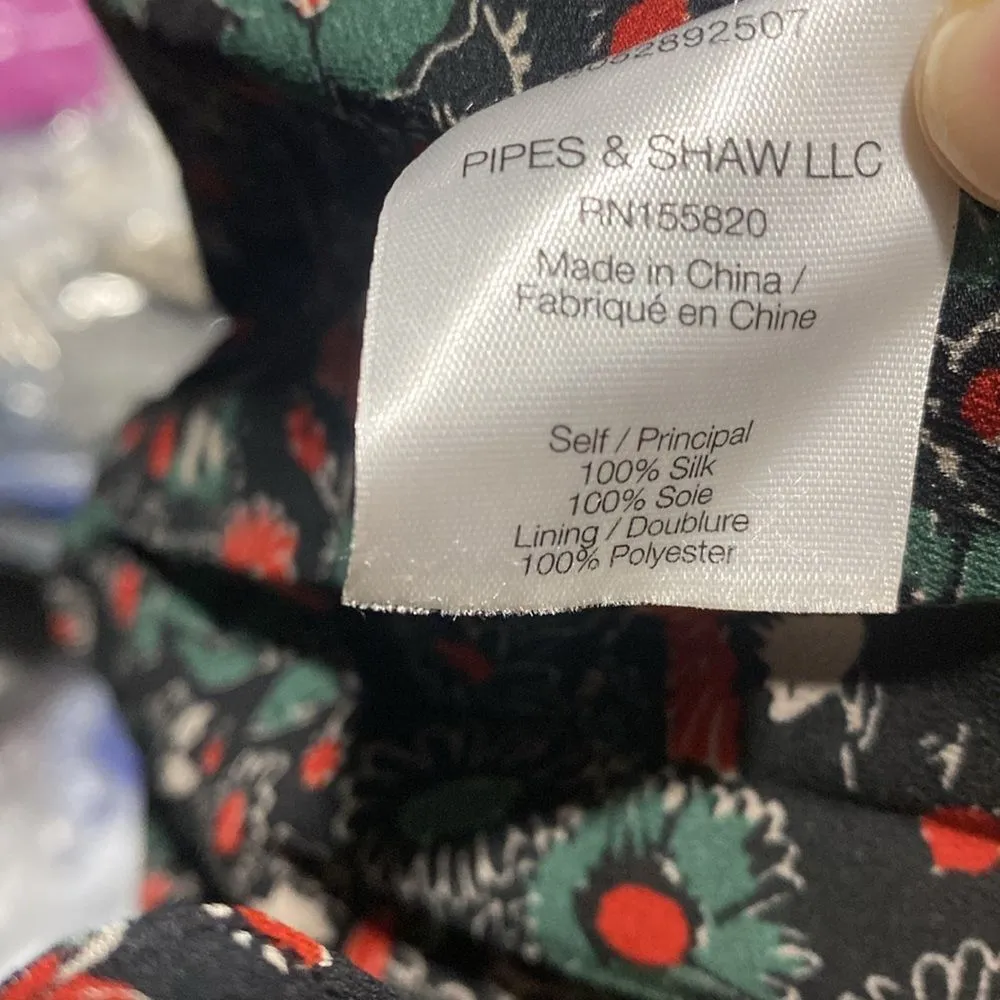 2892507
PIPES & SHAW LLC
RN155820
Made in China /
Fabriqué en Chine
Self / Principal
100% Silk
100% Soie
Lining / Doublure
100% Polyester